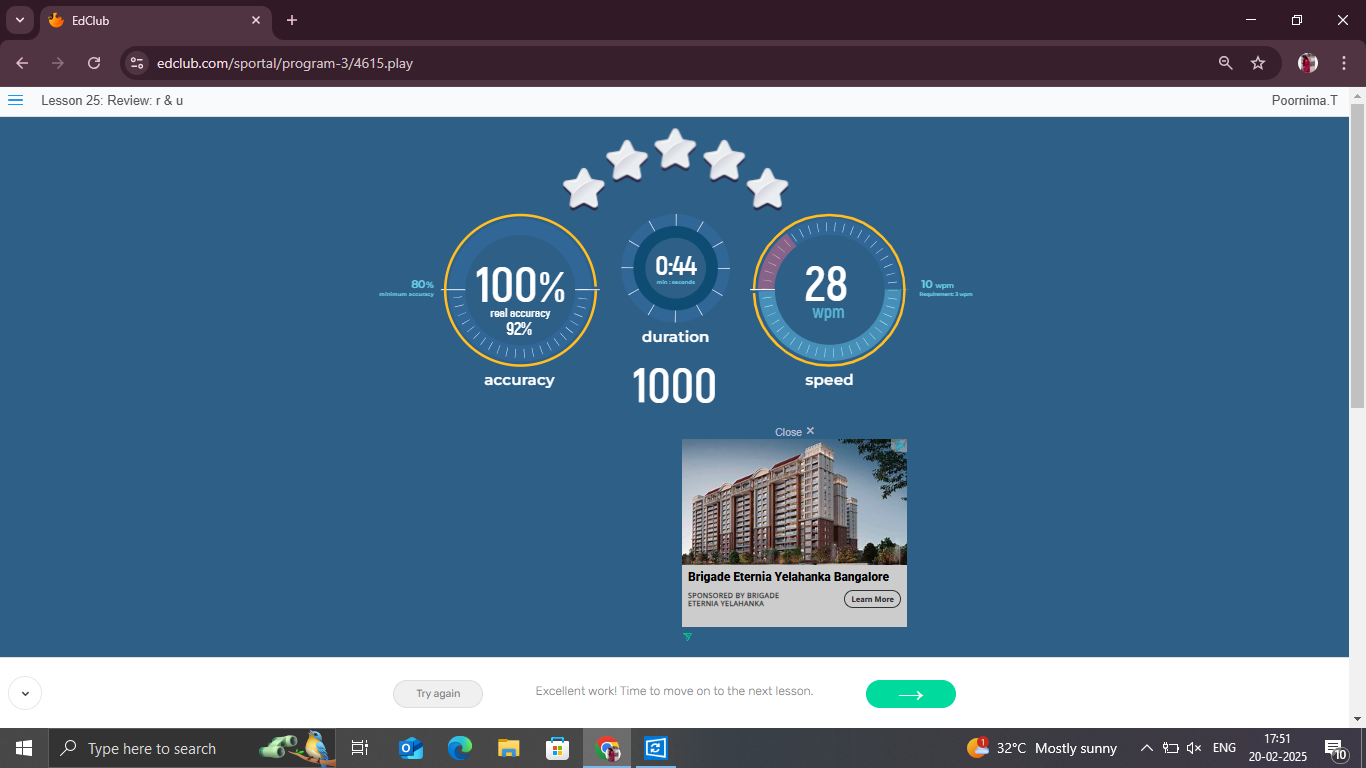 EdClub
edclub.com/sportal/program-3/4615.play
Lesson 25: Review: r & u
Poornima.T
80%
minimum accuracy
100%
real accuracy
92%
accuracy
0:44
min : seconds
duration
1000
28
wpm
speed
10 wpm
Requirement: 3 wpm
Close
Brigade Eternia Yelahanka Bangalore
SPONSORED BY BRIGADE
ETERNIA YELAHANKA
Learn More
Try again
Excellent work! Time to move on to the next lesson.
Type here to search
1
32°C Mostly sunny
ENG
17:51
20-02-2025
10